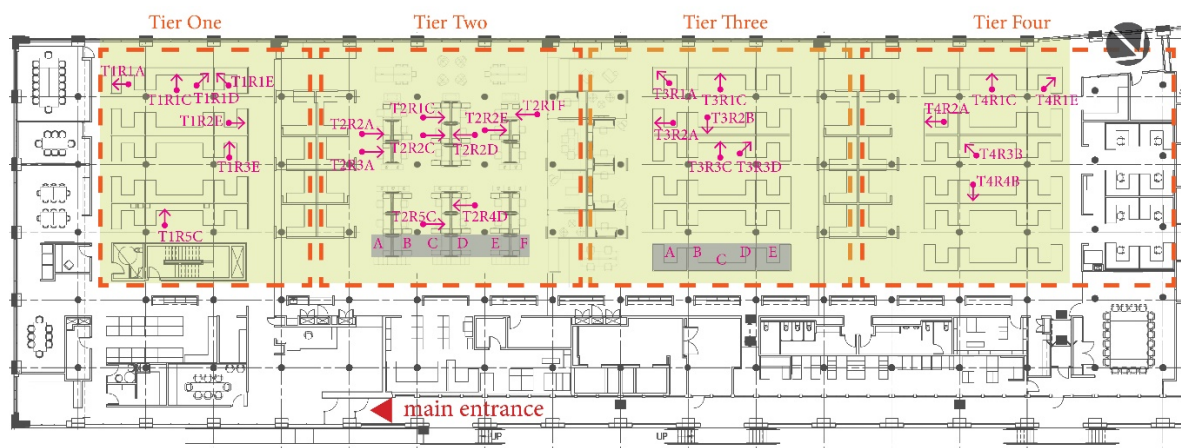 Tier One
Tier Two
Tier Three
Tier Four
T1R1A
T1R1E
T1R1C
T1R1D
T1R2E
T1R3E
T1R5C
T2R1C
T2R1F
T2R2A
T2R2E
T2R2C
T2R2D
T2R3A
T2R5C
T2R4D
A B C D E F
T3R1A
T3R1C
T3R2B
T3R2A
T3R3C
T3R3D
A B C D E
T4R1C
T4R1E
T4R2A
T4R3B
T4R4B
main entrance
UP
UP